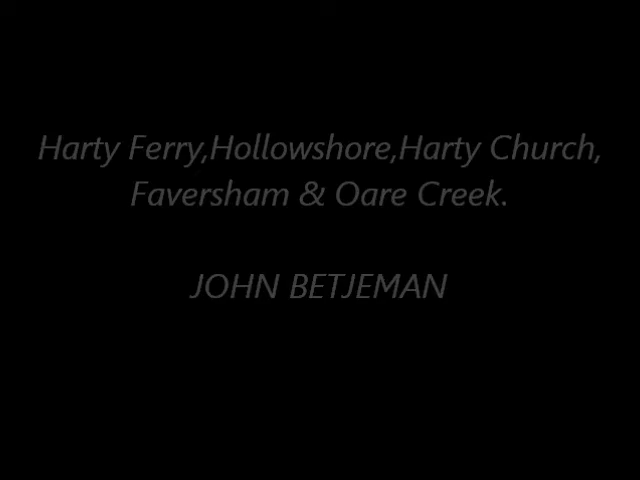 Harty Ferry,Hollowshore,Harty Church,
Faversham & Oare Creek.
JOHN BETJEMAN